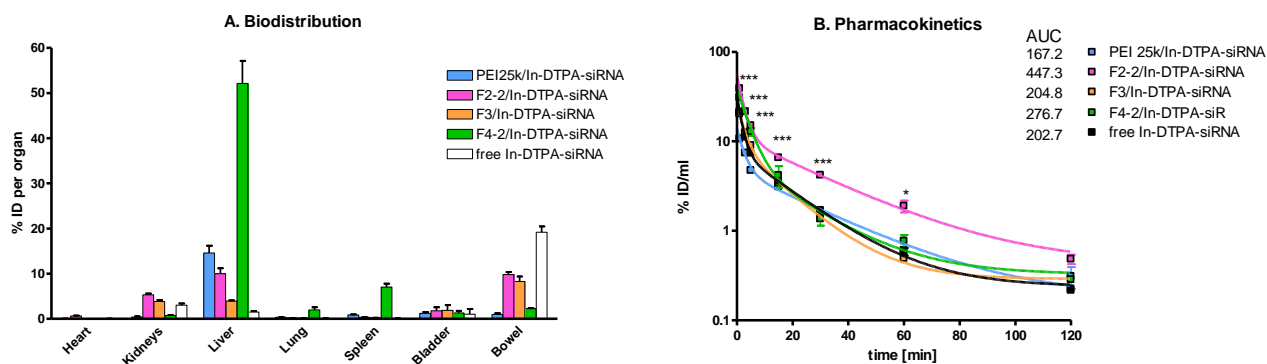 A. Biodistribution
60
50
40
30
20
10
0
% ID per organ
PEI25k/In-DTPA-siRNA
F2-2/In-DTPA-siRNA
F3/In-DTPA-siRNA
F4-2/In-DTPA-siRNA
free In-DTPA-siRNA
Heart
Kidneys
Liver
Lung
Spleen
Bladder
Bowel
B. Pharmacokinetics
100
10
1
0.1
% ID/ml
***
***
***
***
***
*
AUC
167.2 PEI 25k/In-DTPA-siRNA
447.3 F2-2/In-DTPA-siRNA
204.8 F3/In-DTPA-siRNA
276.7 F4-2/In-DTPA-siR
202.7 free In-DTPA-siRNA
0 20 40 60 80 100 120
time [min]